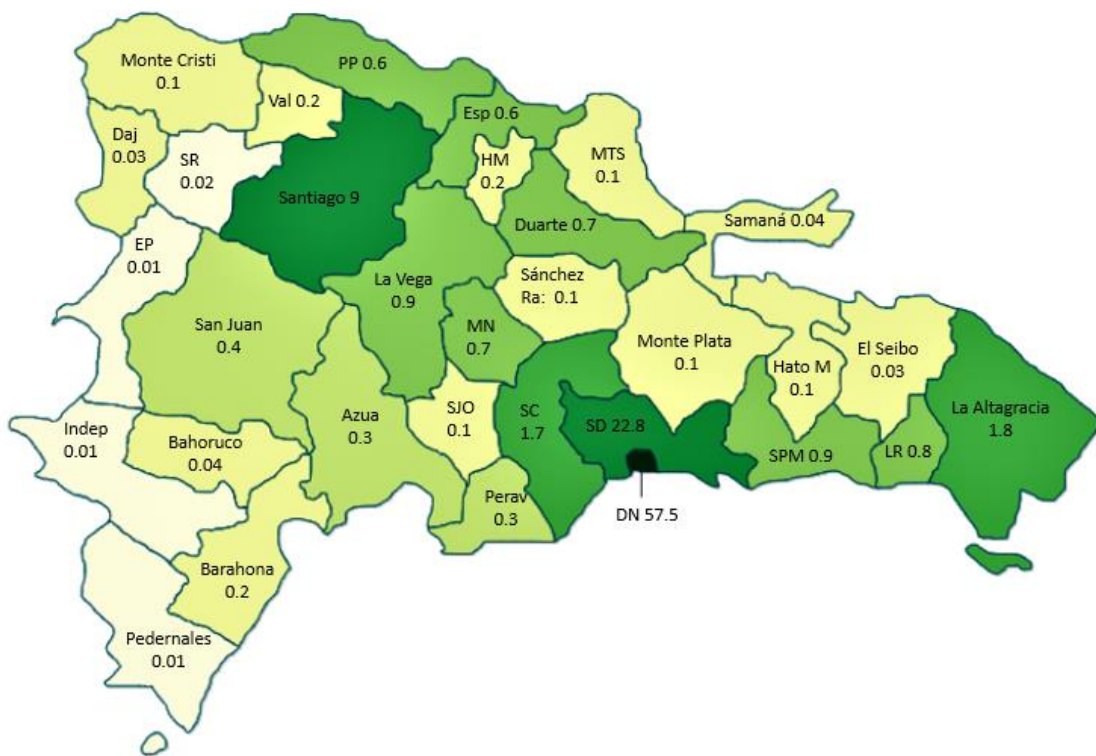 Monte Cristi
0.1
PP 0.6
Val 0.2
Esp 0.6
Daj
0.03
SR
0.02
HM
0.2
MTS
0.1
Santiago 9
Samaná 0.04
Duarte 0.7
EP
0.01
La Vega
0.9
Sánchez
Ra: 0.1
San Juan
0.4
MN
0.7
Monte Plata
0.1
El Seibo
0.03
Hato M
0.1
Azua
0.3
SJO
0.1
SC
1.7
SD 22.8
La Altagracia
1.8
Indep
0.01
Bahoruco
0.04
SPM 0.9
LR 0.8
Perav
0.3
DN 57.5
Barahona
0.2
Pedernales
0.01